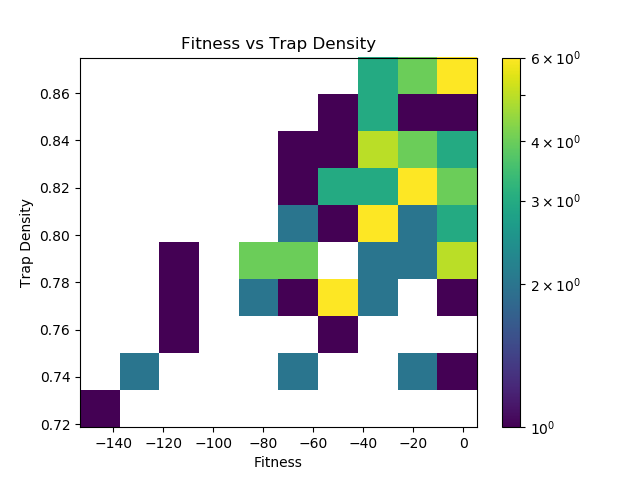 Fitness vs Trap Density
Trap Density
0.86
0.84
0.82
0.80
0.78
0.76
0.74
0.72
−140 −120 −100 −80 −60 −40 −20 0
Fitness
6 × 10⁰
4 × 10⁰
3 × 10⁰
2 × 10⁰
10⁰